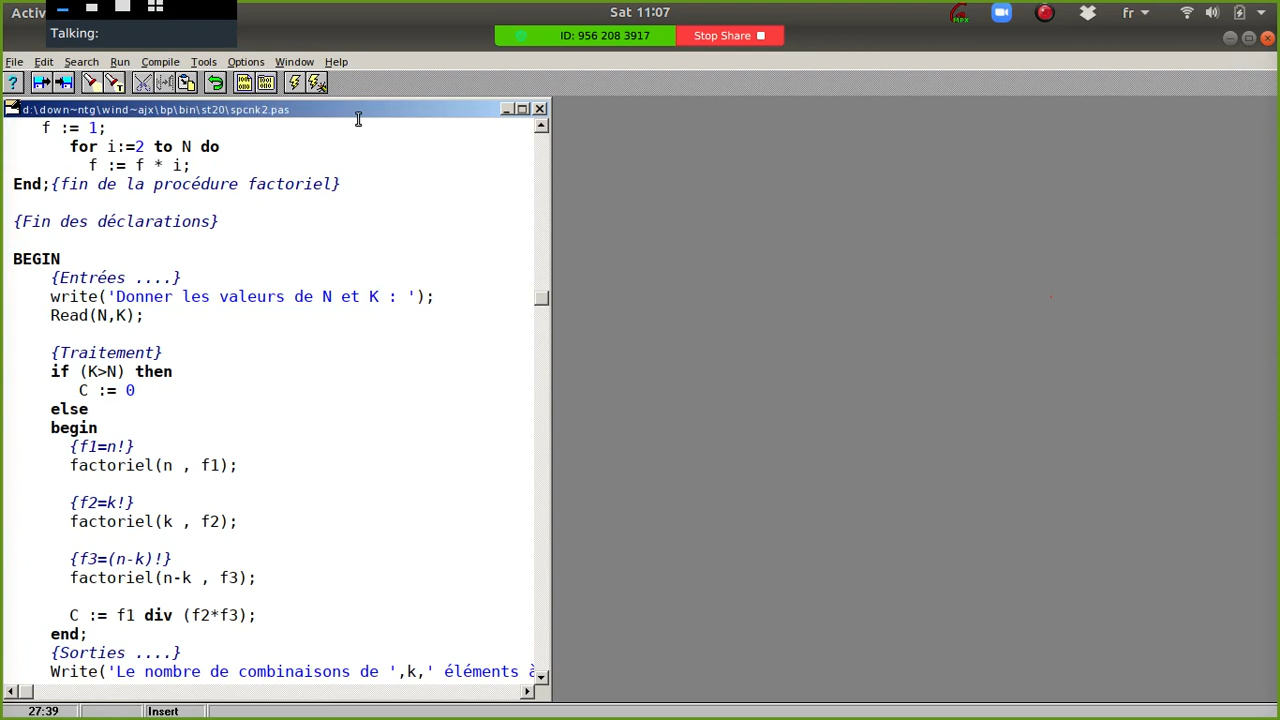 Activ
Sat 11:07
MPX
fr
Talking:
ID: 956 208 3917
Stop Share
File Edit Search Run Compile Tools Options Window Help
d:\down~ntg\wind~ajx\bp\bin\st20\spcnk2.pas
f := 1;
for i:=2 to N do
f := f * i;
End;{fin de la procédure factoriel}
{Fin des déclarations}
BEGIN
{Entrées ....}
write('Donner les valeurs de N et K : ');
Read(N,K);
{Traitement}
if (K>N) then
C := 0
else
begin
{f1=n!}
factoriel(n , f1);
{f2=k!}
factoriel(k , f2);
{f3=(n-k)!}
factoriel(n-k , f3);
C := f1 div (f2*f3);
end;
{Sorties ....}
Write('Le nombre de combinaisons de ',k,' éléments à
27:39 Insert